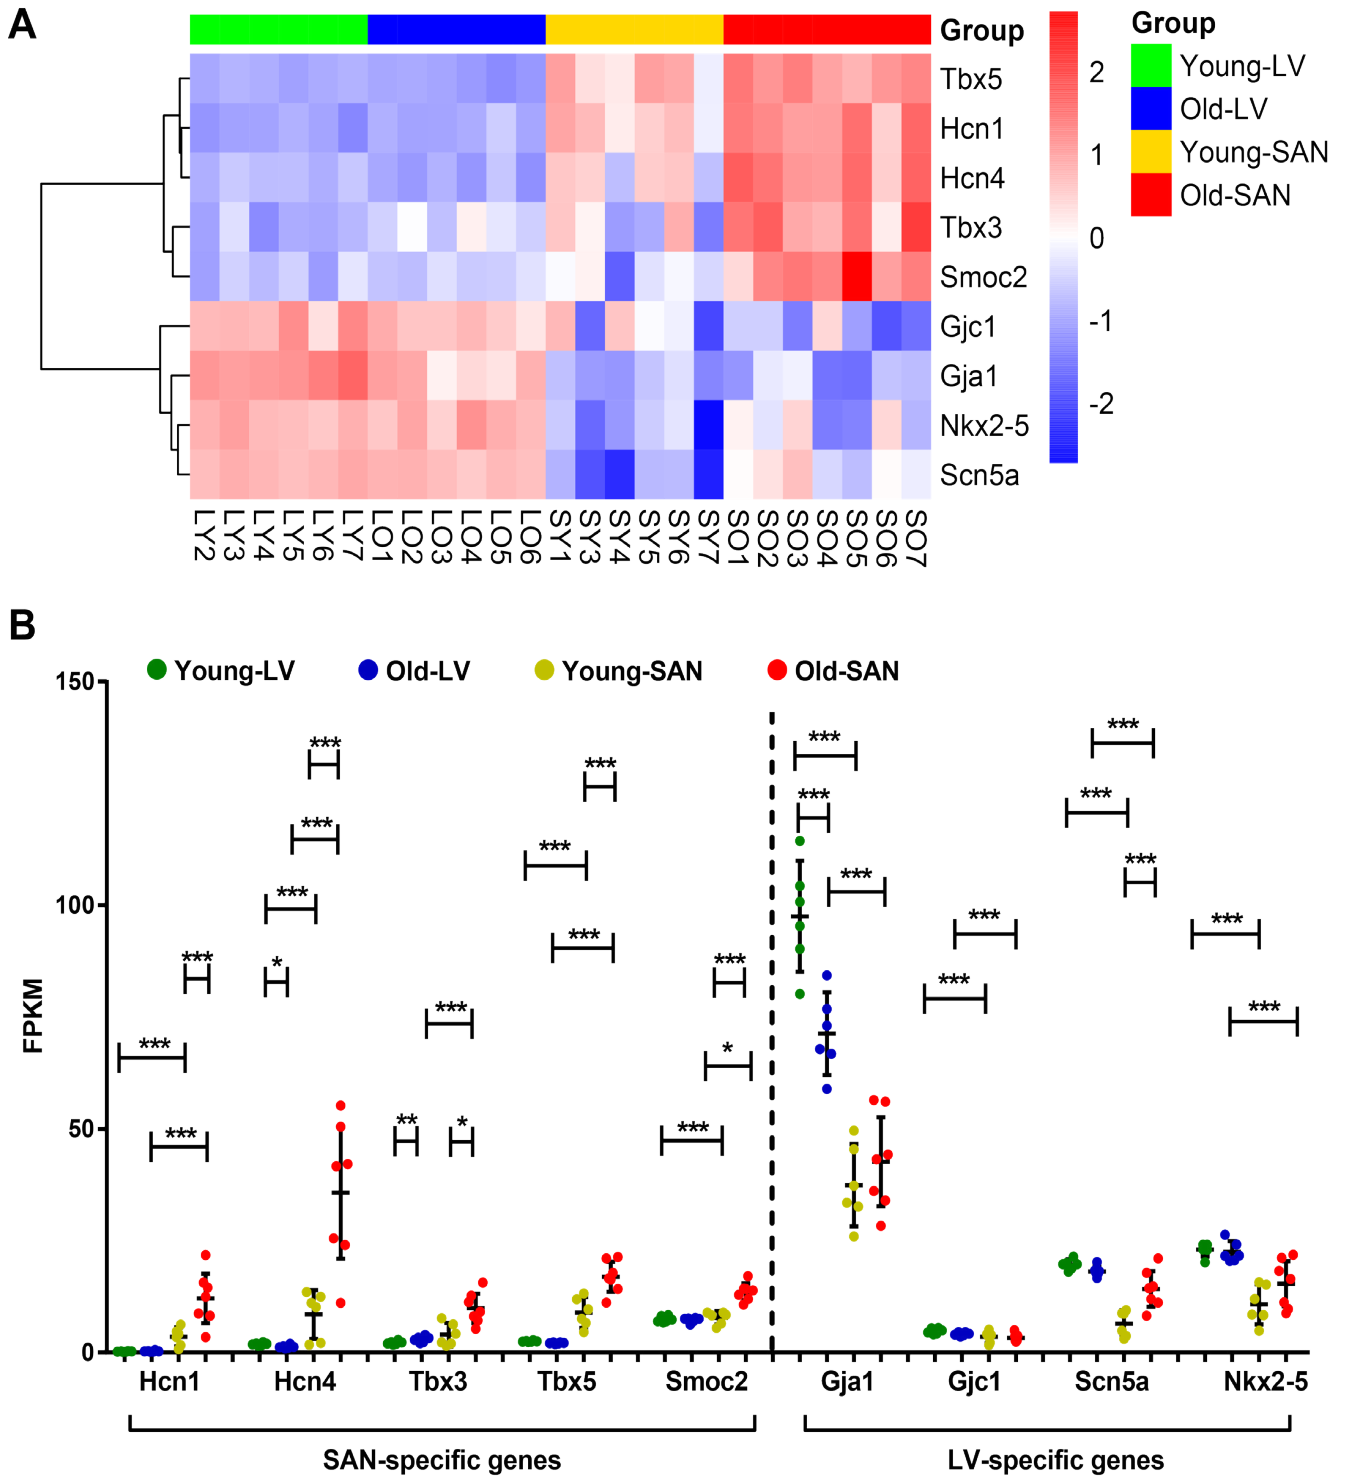 A
Group
Tbx5
Hcn1
Hcn4
Tbx3
Smoc2
Gjc1
Gja1
Nkx2-5
Scn5a
2
1
0
-1
-2
Group
Young-LV
Old-LV
Young-SAN
Old-SAN
LY2 LY3 LY4 LY5 LY6 LY7 LO1 LO2 LO3 LO4 LO5 LO6 SY1 SY3 SY4 SY5 SY6 SY7 SO1 SO2 SO3 SO4 SO5 SO6 SO7
B
Young-LV Old-LV Young-SAN Old-SAN
FPKM
150
100
50
0
*** *** * *** *** *** *** ** *** * *** *** *** *** * ***
*** *** *** *** *** *** *** *** *** ***
Hcn1 Hcn4 Tbx3 Tbx5 Smoc2 Gja1 Gjc1 Scn5a Nkx2-5
SAN-specific genes LV-specific genes